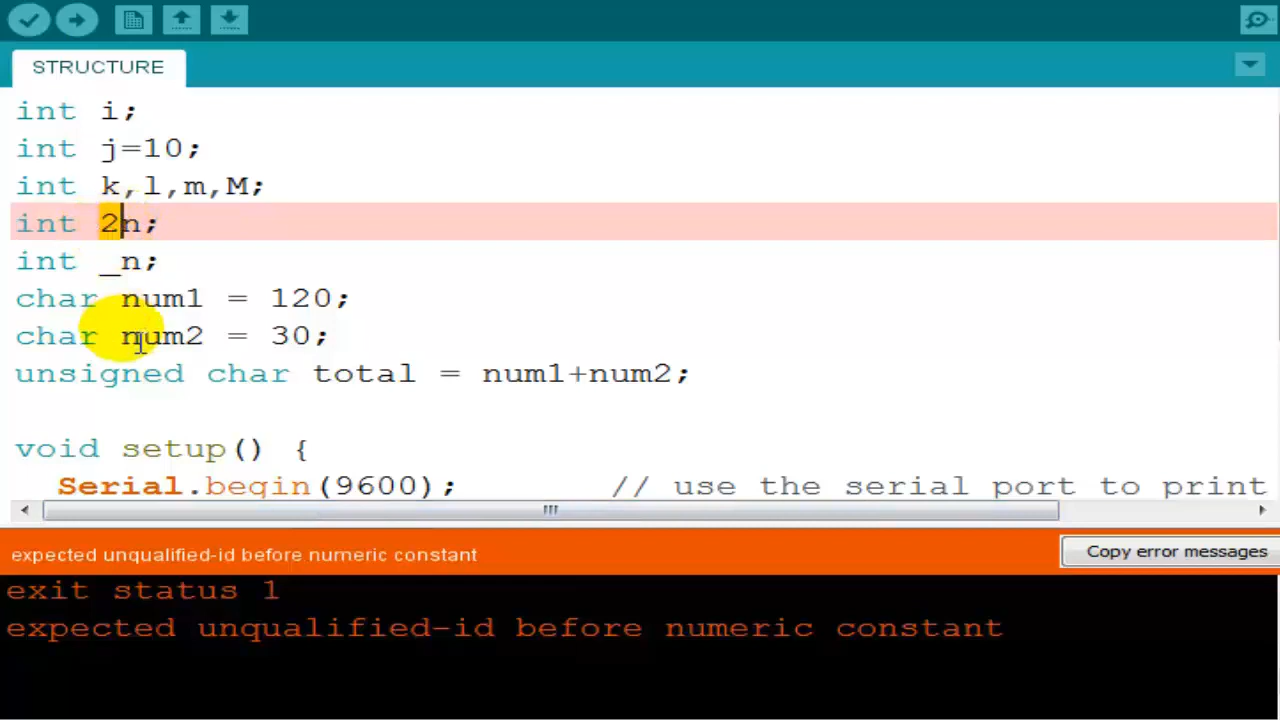 STRUCTURE
int i;
int j=10;
int k,l,m,M;
int 2n;
int _n;
char num1 = 120;
char num2 = 30;
unsigned char total = num1+num2;
void setup() {
Serial.begin(9600); // use the serial port to print
expected unqualified-id before numeric constant
Copy error messages
exit status 1
expected unqualified-id before numeric constant